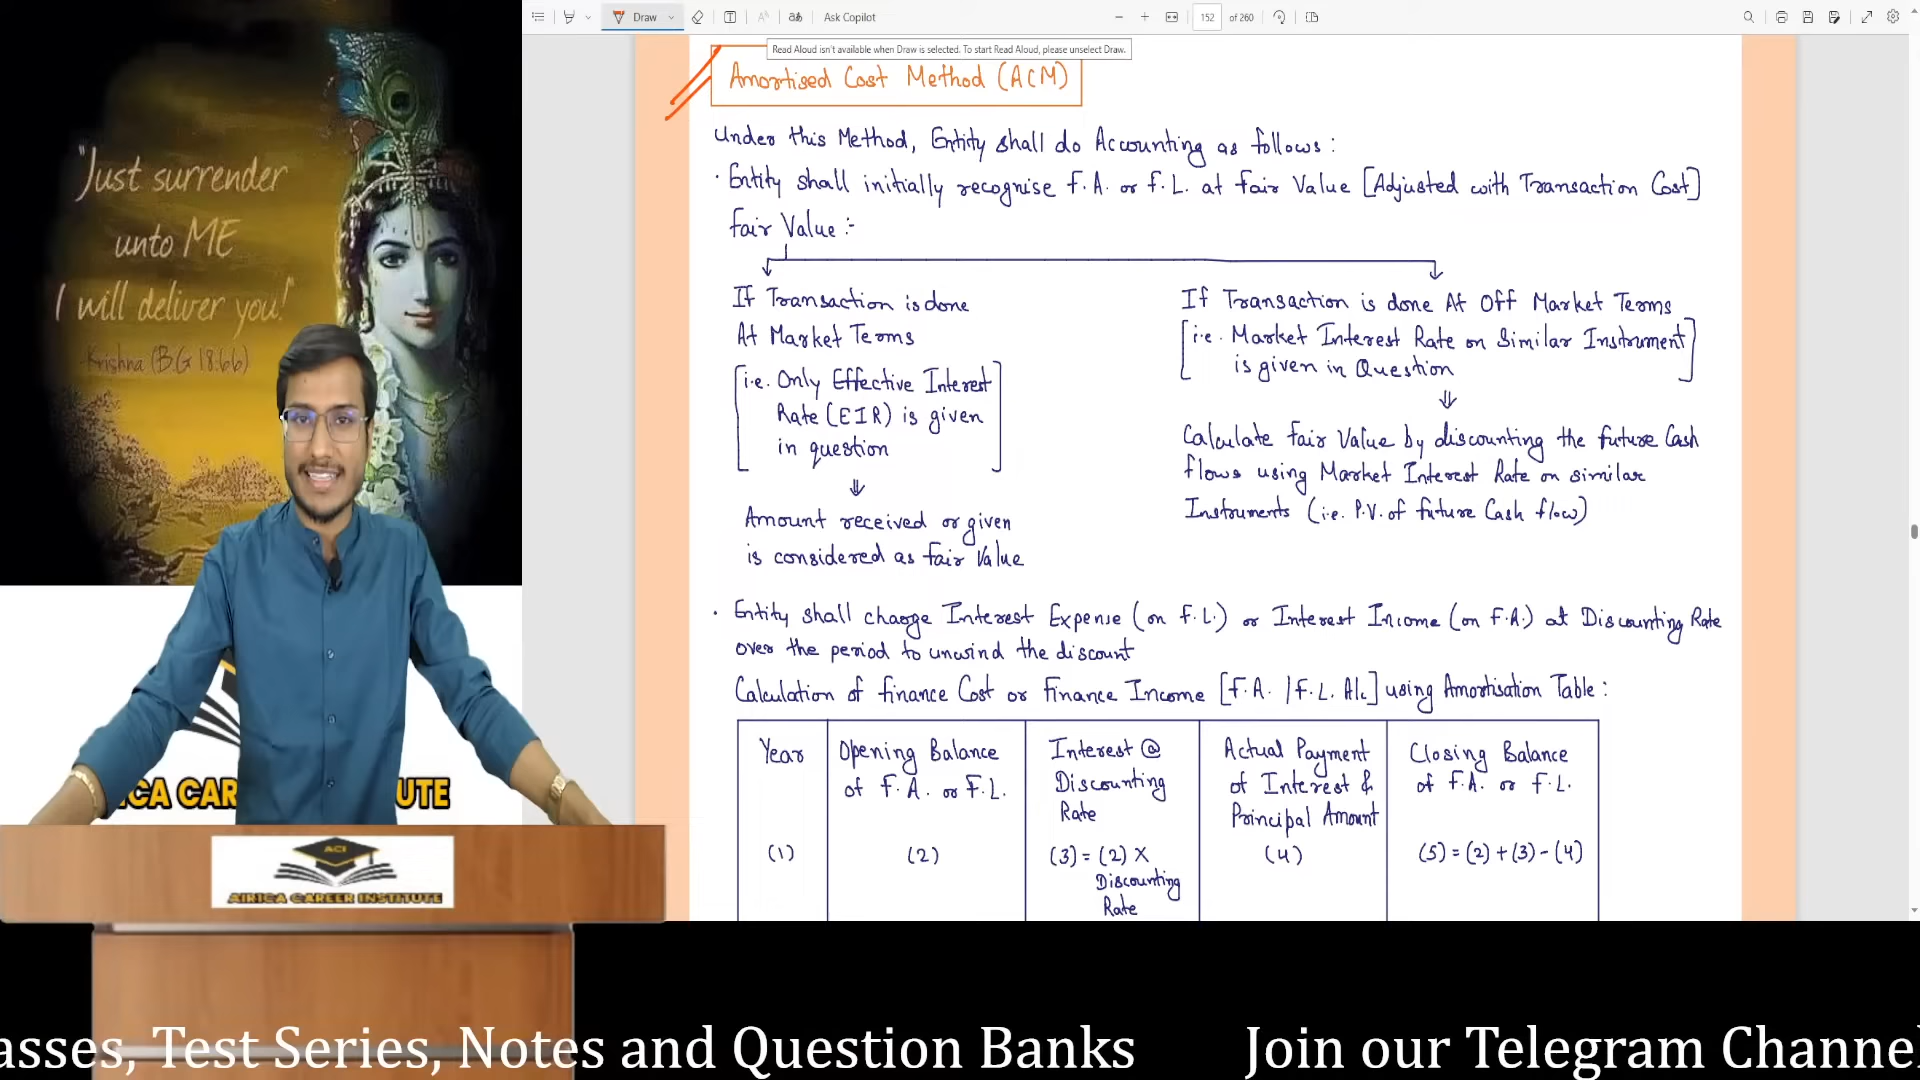 Draw
Ask Copilot
152 of 260
Read Aloud isn't available when Draw is selected. To start Read Aloud, please unselect Draw.
Amortised Cost Method (ACM)
Under this Method, Entity shall do Accounting as follows:
· Entity shall initially recognise F.A. or F.L. at Fair Value [Adjusted with Transaction Cost]
Fair Value :-
If Transaction is done
At Market Terms
[i.e. Only Effective Interest
Rate (EIR) is given
in question]
⇓
Amount received or given
is considered as Fair Value
If Transaction is done At Off Market Terms
[i.e. Market Interest Rate on Similar Instrument
is given in Question]
⇓
Calculate Fair Value by discounting the future Cash
flows using Market Interest Rate on similar
Instruments (i.e. P.V. of future Cash flow)
· Entity shall charge Interest Expense (on F.L.) or Interest Income (on F.A.) at Discounting Rate
over the period to unwind the discount
Calculation of Finance Cost or Finance Income [F.A. | F.L. A/c] using Amortisation Table:
Year
(1)
Opening Balance
of F.A. or F.L.
(2)
Interest @
Discounting
Rate
(3) = (2) X
Discounting
Rate
Actual Payment
of Interest &
Principal Amount
(4)
Closing Balance
of F.A. or F.L.
(5) = (2) + (3) - (4)
"Just surrender
unto ME
I will deliver you!"
-Krishna (B.G 18.66)
CA CAR
UTE
ACI
AIRICA CAREER INSTITUTE
asses, Test Series, Notes and Question Banks
Join our Telegram Channe